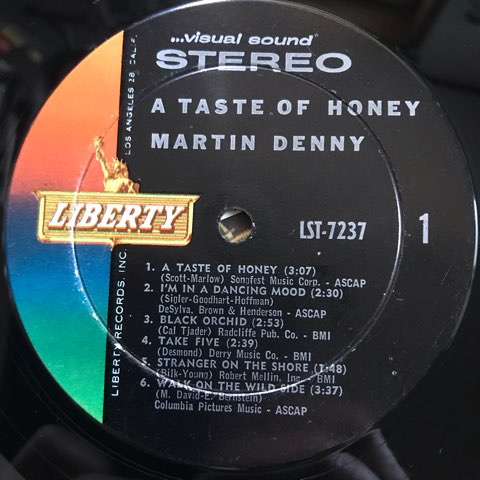 ...visual sound"
STEREO
A TASTE OF HONEY
MARTIN DENNY
LIBERTY
LST-7237
1
1. A TASTE OF HONEY (3:07)
(Scott-Marlow) Songfest Music Corp. - ASCAP
2. I'M IN A DANCING MOOD (2:30)
(Sigler-Goodhart-Hoffman)
DeSylva, Brown & Henderson - ASCAP
3. BLACK ORCHID (2:53)
(Cal Tjader) Radcliffe Pub. Co. - BMI
4. TAKE FIVE (2:39)
(Desmond) Derry Music Co. - BMI
5. STRANGER ON THE SHORE (1:48)
(Bilk-Young) Robert Mellin, Inc. - BMI
6. WALK ON THE WILD SIDE (3:37)
(M. David-E. Bernstein)
Columbia Pictures Music - ASCAP
LIBERTY RECORDS, INC.
LOS ANGELES 28, CALIF.